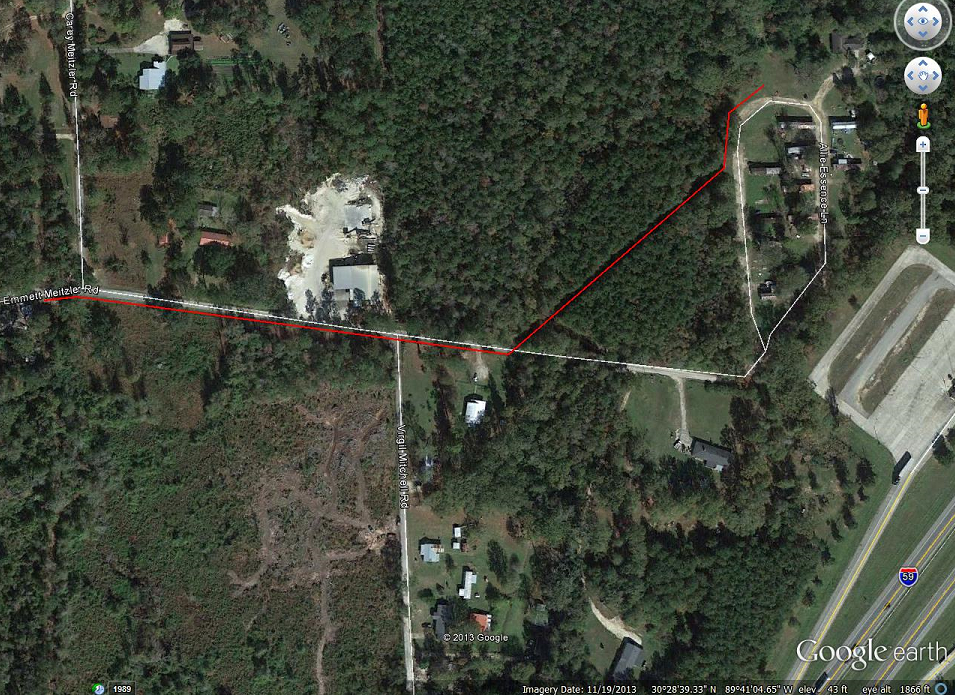 Carey Meitzler Rd
Allie Essence Ln
Emmett Meitzler Rd
Virgil Mitchell Rd
59
© 2013 Google
Google earth
1989
Imagery Date: 11/19/2013 30°28'39.33" N 89°41'04.65" W elev 43 ft eye alt 1866 ft